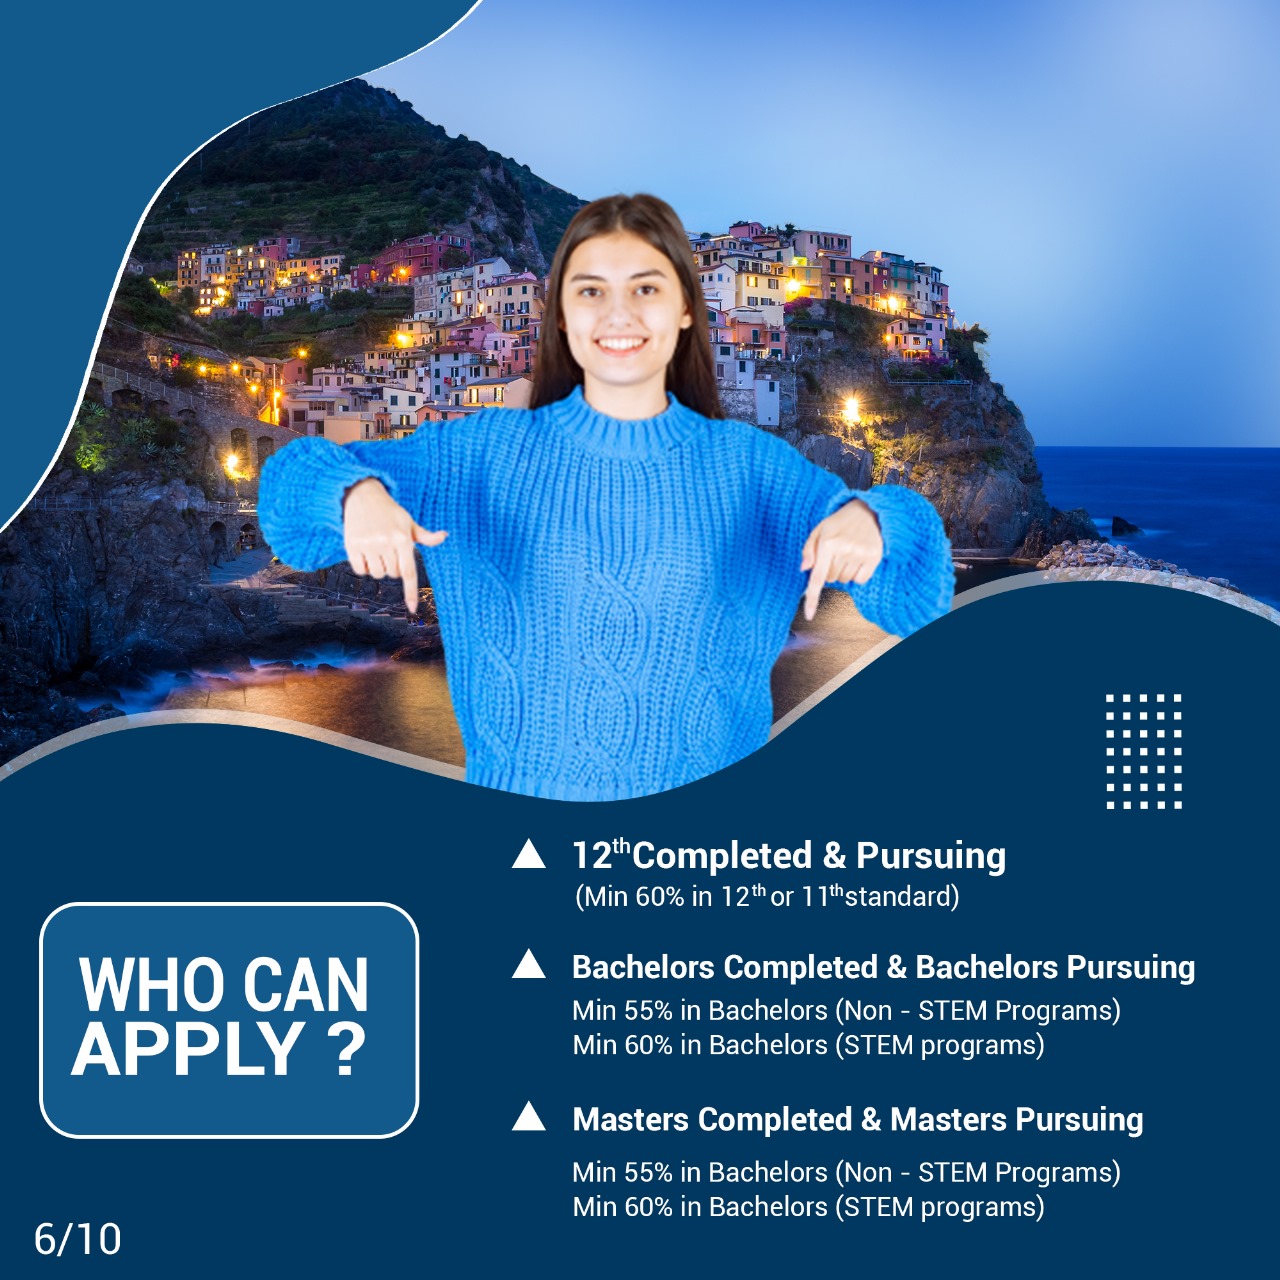 12thCompleted & Pursuing
(Min 60% in 12th or 11thstandard)
WHO CAN
APPLY ?
Bachelors Completed & Bachelors Pursuing
Min 55% in Bachelors (Non - STEM Programs)
Min 60% in Bachelors (STEM programs)
Masters Completed & Masters Pursuing
Min 55% in Bachelors (Non - STEM Programs)
Min 60% in Bachelors (STEM programs)
6/10